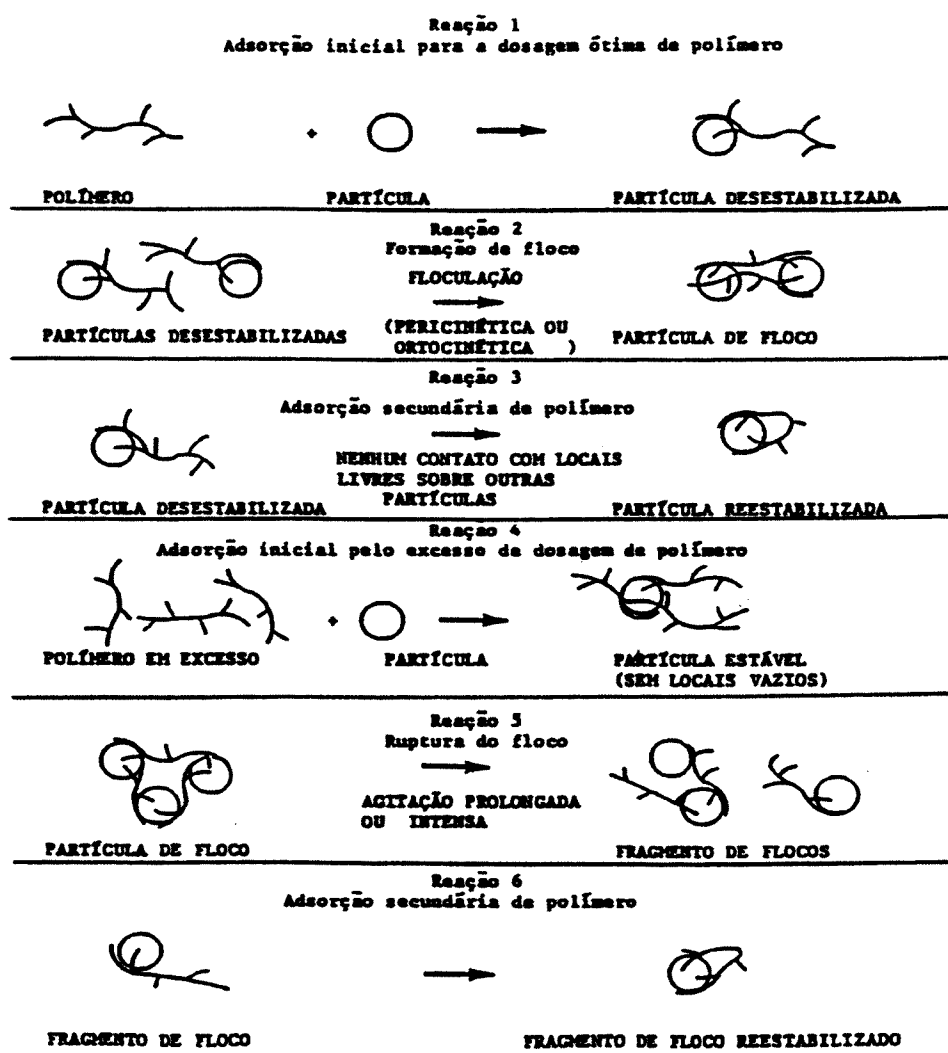 Reação 1
Adsorção inicial para a dosagem ótima de polímero
+
POLÍMERO
PARTÍCULA
PARTÍCULA DESESTABILIZADA
Reação 2
Formação de floco
FLOCULAÇÃO
(PERICINÉTICA OU
ORTOCINÉTICA )
PARTÍCULAS DESESTABILIZADAS
PARTÍCULA DE FLOCO
Reação 3
Adsorção secundária de polímero
NENHUM CONTATO COM LOCAIS
LIVRES SOBRE OUTRAS
PARTÍCULAS
PARTÍCULA DESESTABILIZADA
PARTÍCULA REESTABILIZADA
Reação 4
Adsorção inicial pelo excesso de dosagem de polímero
+
POLÍMERO EM EXCESSO
PARTÍCULA
PARTÍCULA ESTÁVEL
(SEM LOCAIS VAZIOS)
Reação 5
Ruptura do floco
AGITAÇÃO PROLONGADA
OU INTENSA
PARTÍCULA DE FLOCO
FRAGMENTO DE FLOCOS
Reação 6
Adsorção secundária de polímero
FRAGMENTO DE FLOCO
FRAGMENTO DE FLOCO REESTABILIZADO